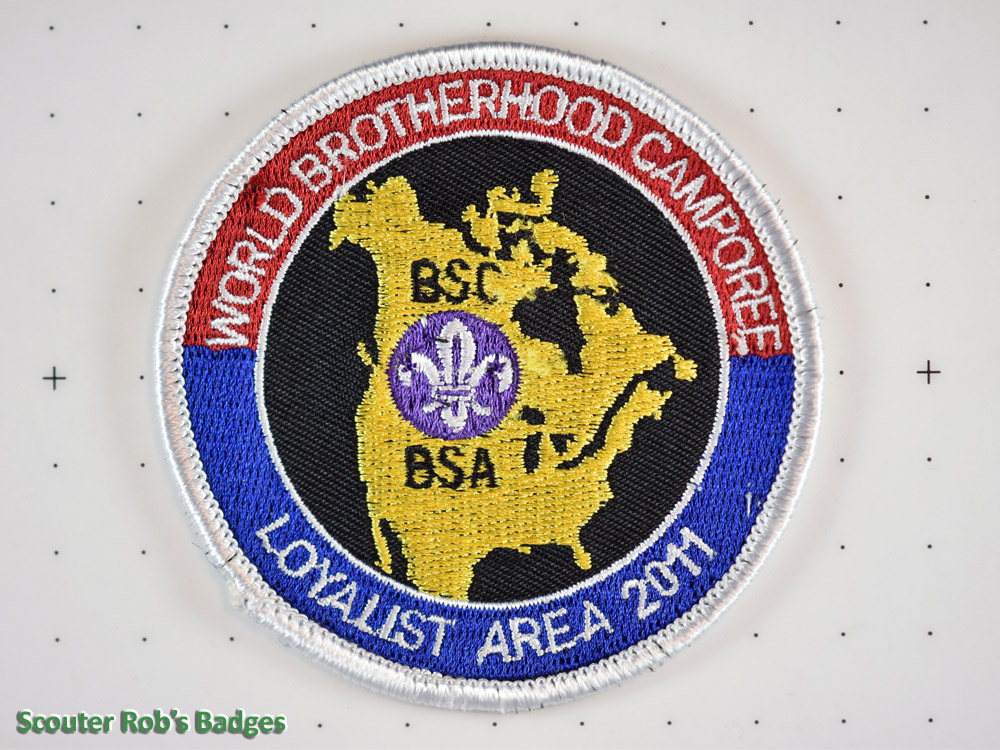 WORLD BROTHERHOOD CAMPOREE
BSC
BSA
LOYALIST AREA 2011
Scouter Rob's Badges